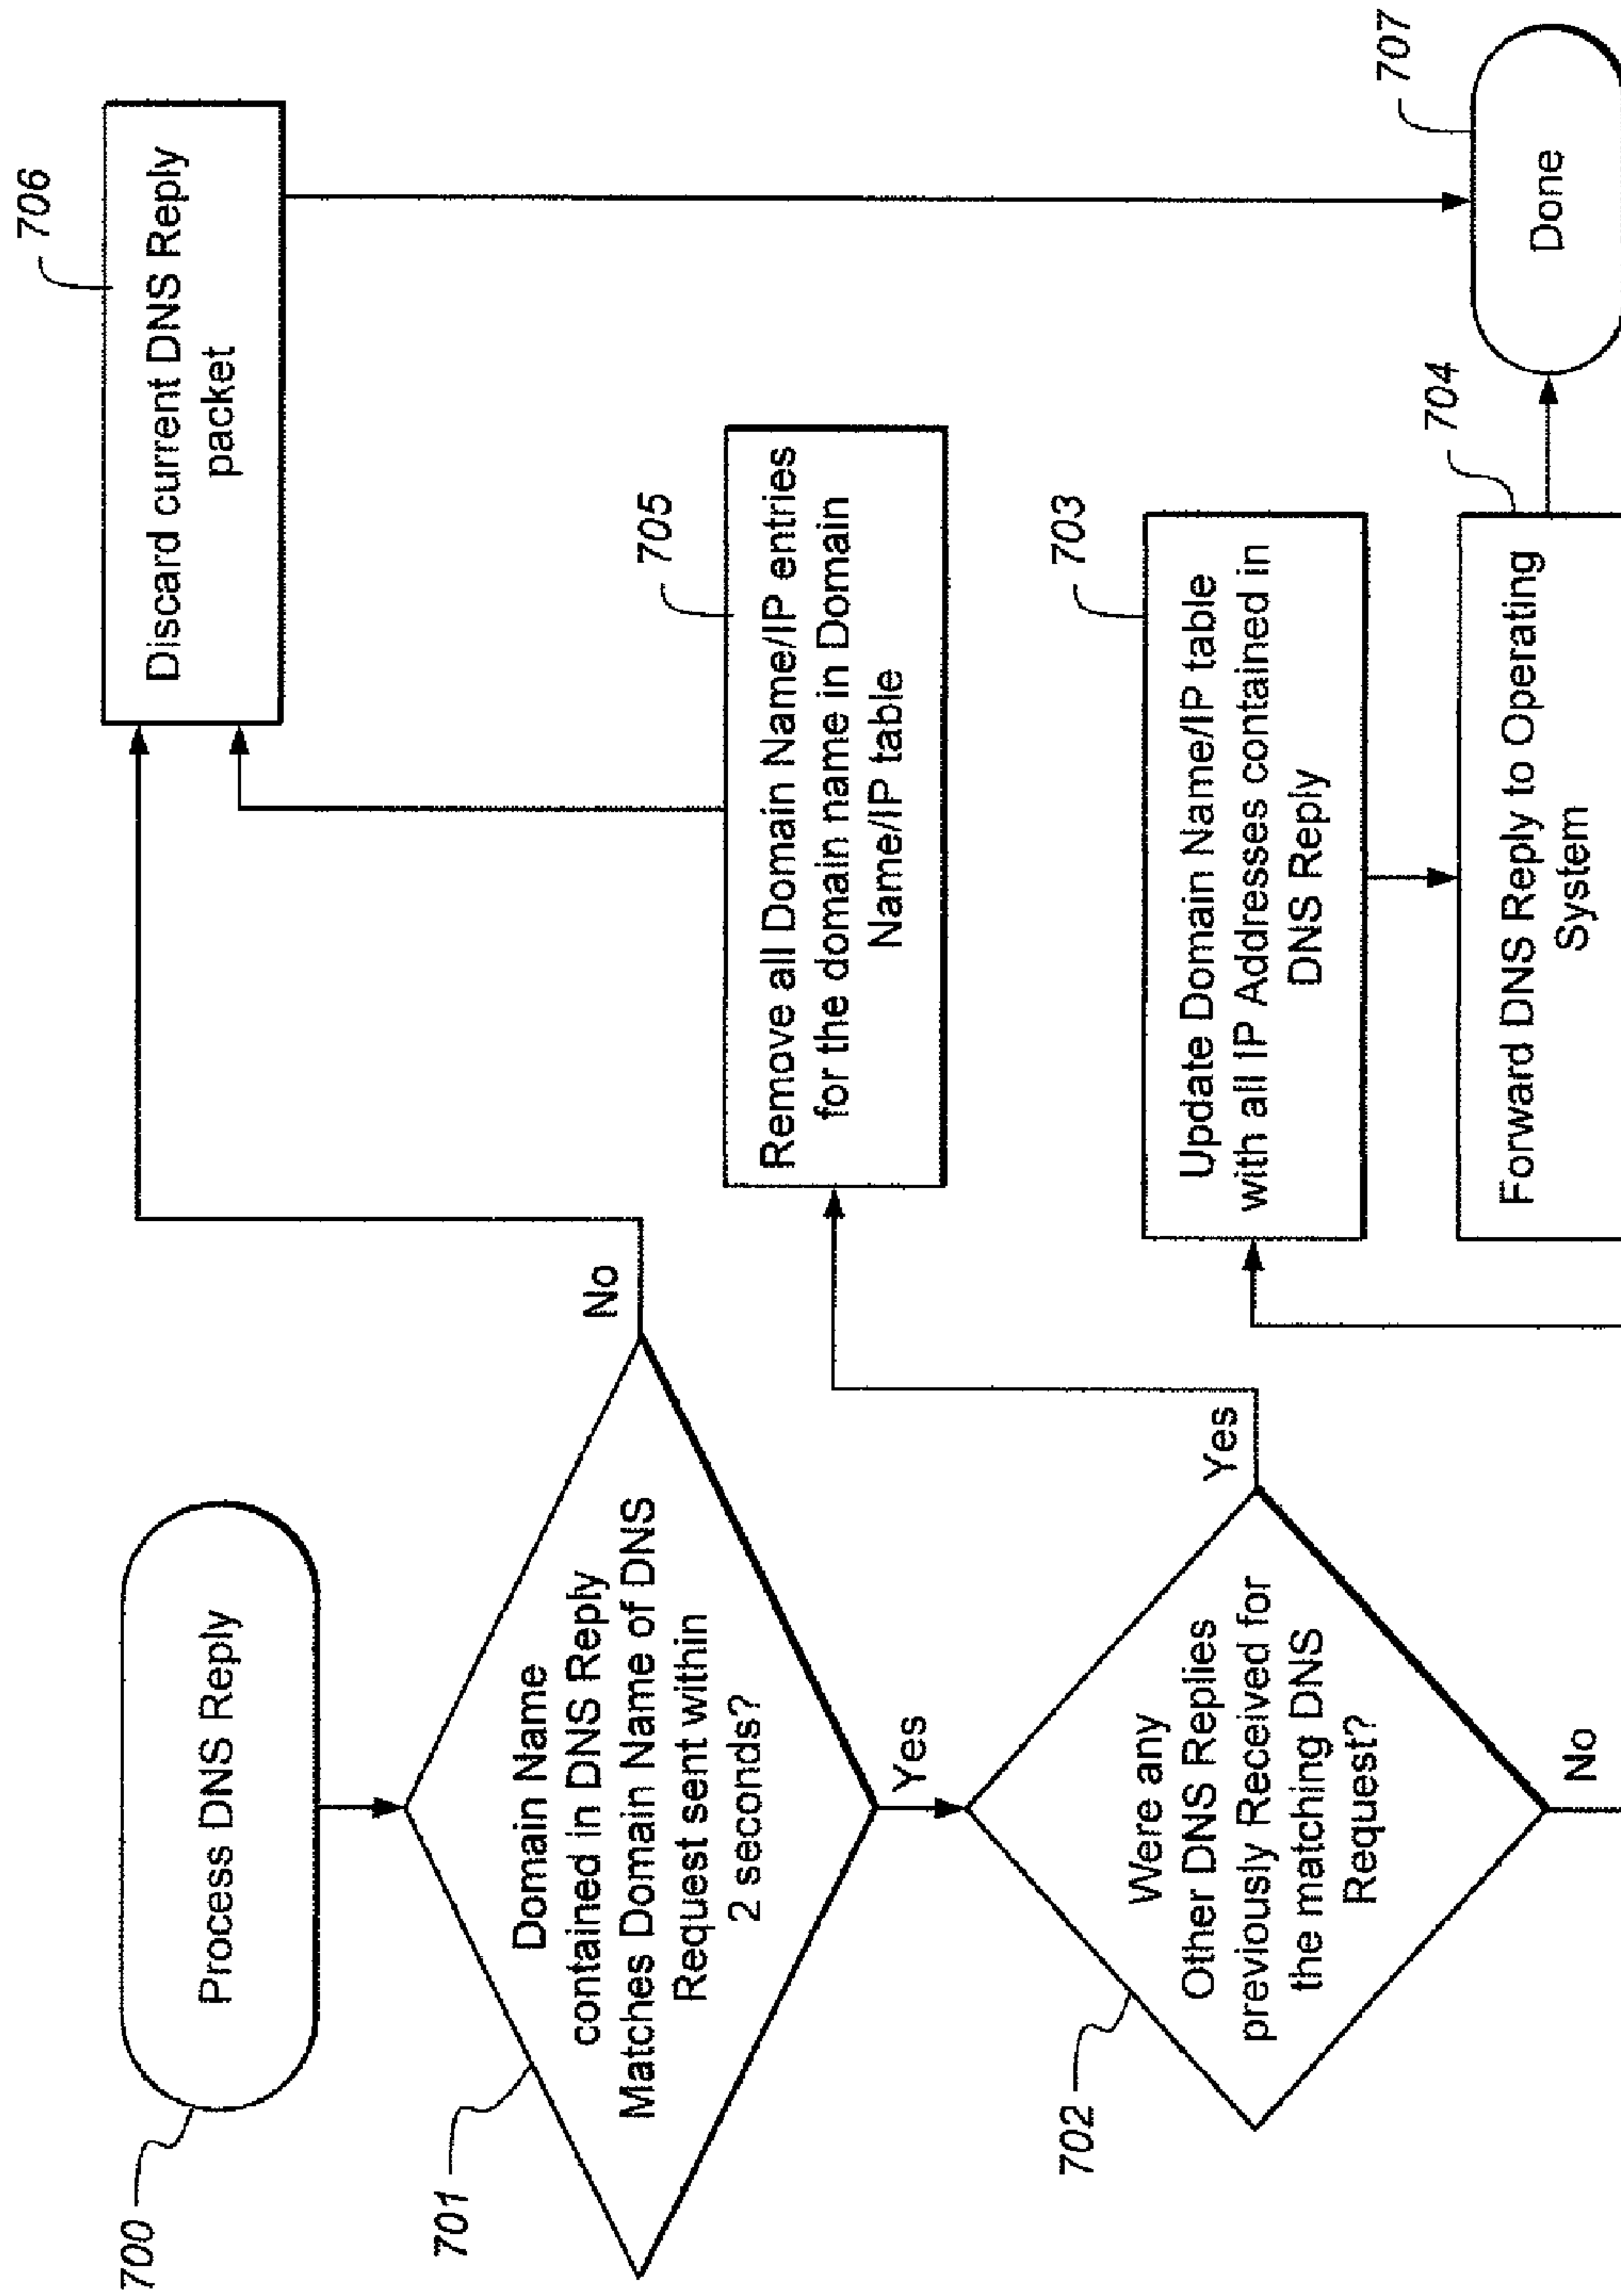 700
Process DNS Reply
701
Domain Name
contained in DNS Reply
Matches Domain Name of DNS
Request sent within
2 seconds?
No
Yes
702
Were any
Other DNS Replies
previously Received for
the matching DNS
Request?
Yes
No
706
Discard current DNS Reply
packet
705
Remove all Domain Name/IP entries
for the domain name in Domain
Name/IP table
703
Update Domain Name/IP table
with all IP Addresses contained in
DNS Reply
704
Forward DNS Reply to Operating
System
707
Done